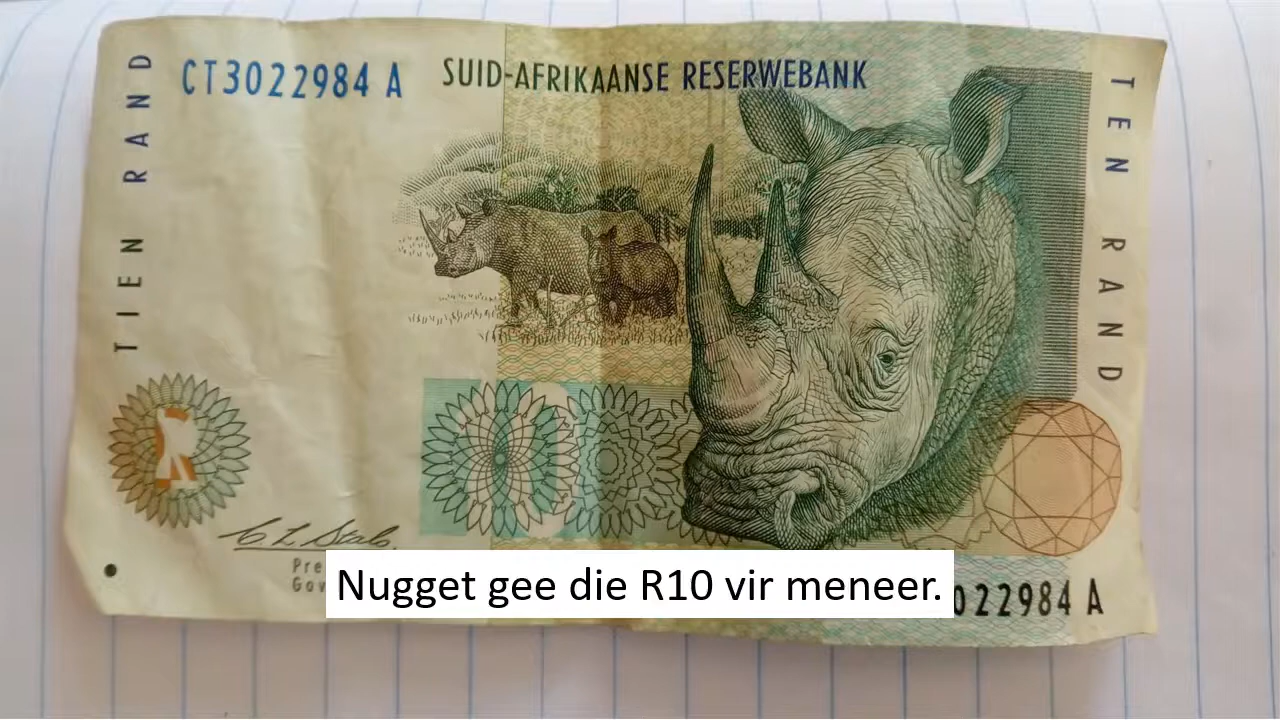 TIEN RAND
CT3022984 A
SUID-AFRIKAANSE RESERWEBANK
TEN RAND
R
Nugget gee die R10 vir meneer.
022984 A